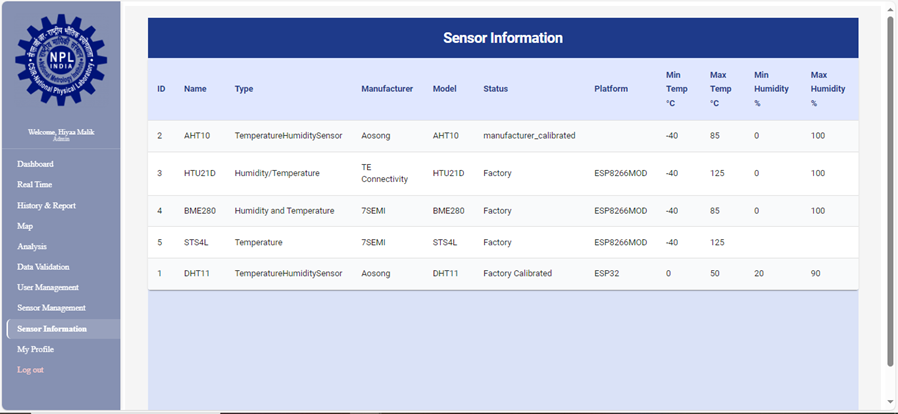 NPL
INDIA
CSIR-National Physical Laboratory
Welcome, Hiyaa Malik
Admin
Dashboard
Real Time
History & Report
Map
Analysis
Data Validation
User Management
Sensor Management
Sensor Information
My Profile
Log out
Sensor Information
ID Name Type Manufacturer Model Status Platform Min Temp °C Max Temp °C Min Humidity % Max Humidity %
2 AHT10 TemperatureHumiditySensor Aosong AHT10 manufacturer_calibrated -40 85 0 100
3 HTU21D Humidity/Temperature TE Connectivity HTU21D Factory ESP8266MOD -40 125 0 100
4 BME280 Humidity and Temperature 7SEMI BME280 Factory ESP8266MOD -40 85 0 100
5 STS4L Temperature 7SEMI STS4L Factory ESP8266MOD -40 125
1 DHT11 TemperatureHumiditySensor Aosong DHT11 Factory Calibrated ESP32 0 50 20 90